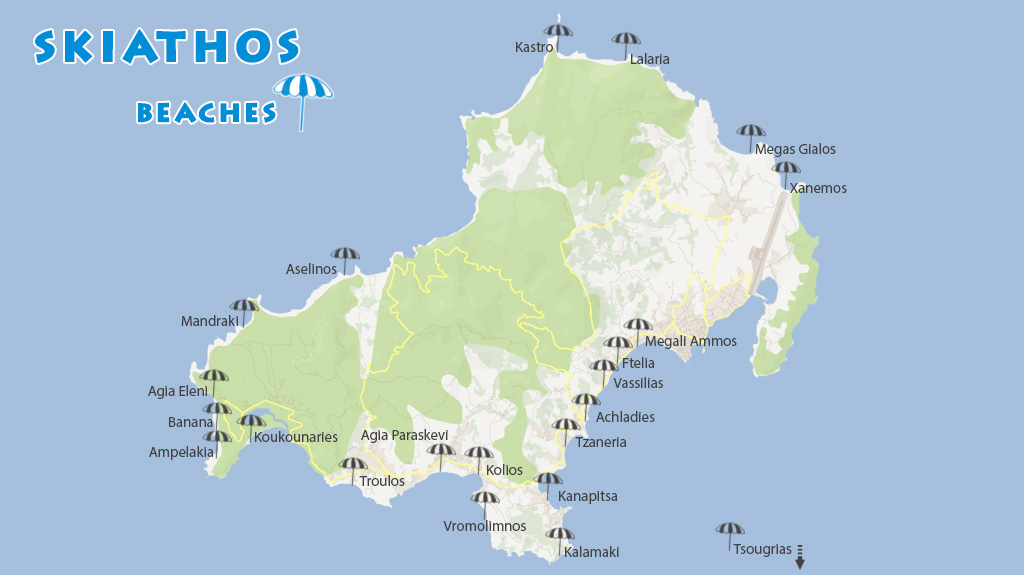 SKIATHOS
BEACHES
Kastro
Lalaria
Megas Gialos
Xanemos
Aselinos
Mandraki
Megali Ammos
Ftelia
Vassilias
Agia Eleni
Achladies
Banana
Koukounaries
Agia Paraskevi
Tzaneria
Ampelakia
Kolios
Troulos
Kanapitsa
Vromolimnos
Kalamaki
Tsougrias